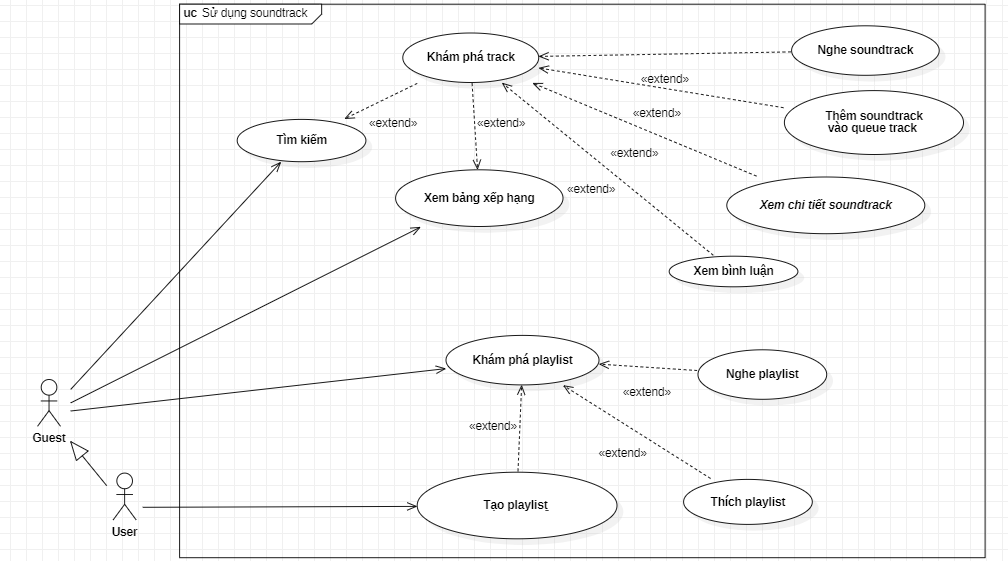 uc Sử dụng soundtrack
Khám phá track
Nghe soundtrack
«extend»
Thêm soundtrack
vào queue track
«extend»
«extend»
«extend»
Tìm kiếm
«extend»
«extend»
Xem bảng xếp hạng
Xem chi tiết soundtrack
Xem bình luận
Khám phá playlist
Nghe playlist
«extend»
Guest
«extend»
«extend»
Tạo playlist
Thích playlist
User